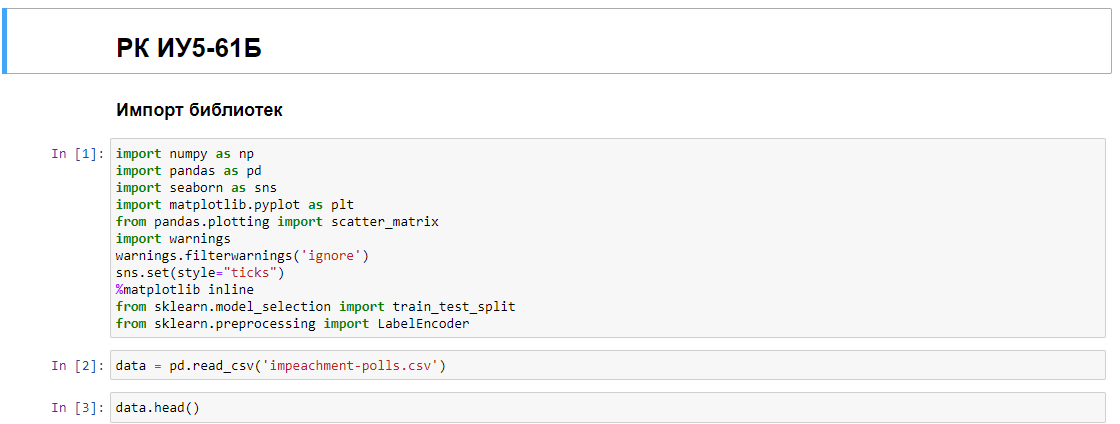 РК ИУ5-61Б
Импорт библиотек
In [1]: import numpy as np
import pandas as pd
import seaborn as sns
import matplotlib.pyplot as plt
from pandas.plotting import scatter_matrix
import warnings
warnings.filterwarnings('ignore')
sns.set(style="ticks")
%matplotlib inline
from sklearn.model_selection import train_test_split
from sklearn.preprocessing import LabelEncoder
In [2]: data = pd.read_csv('impeachment-polls.csv')
In [3]: data.head()